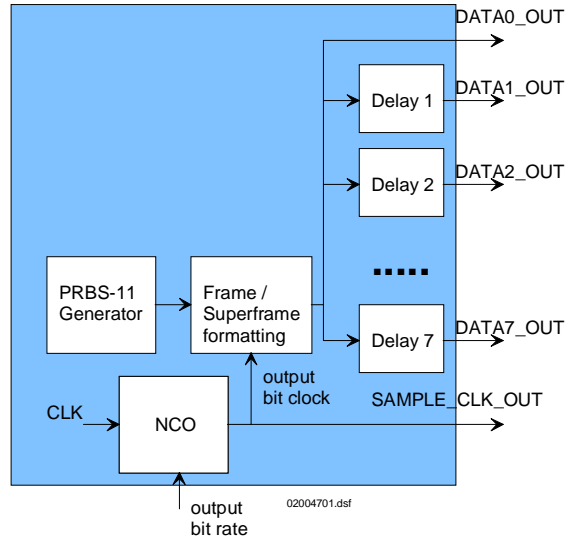 DATA0_OUT
Delay 1
DATA1_OUT
Delay 2
DATA2_OUT
PRBS-11
Generator
Frame /
Superframe
formatting
Delay 7
DATA7_OUT
output
bit clock
SAMPLE_CLK_OUT
CLK
NCO
output
bit rate
02004701.dsf